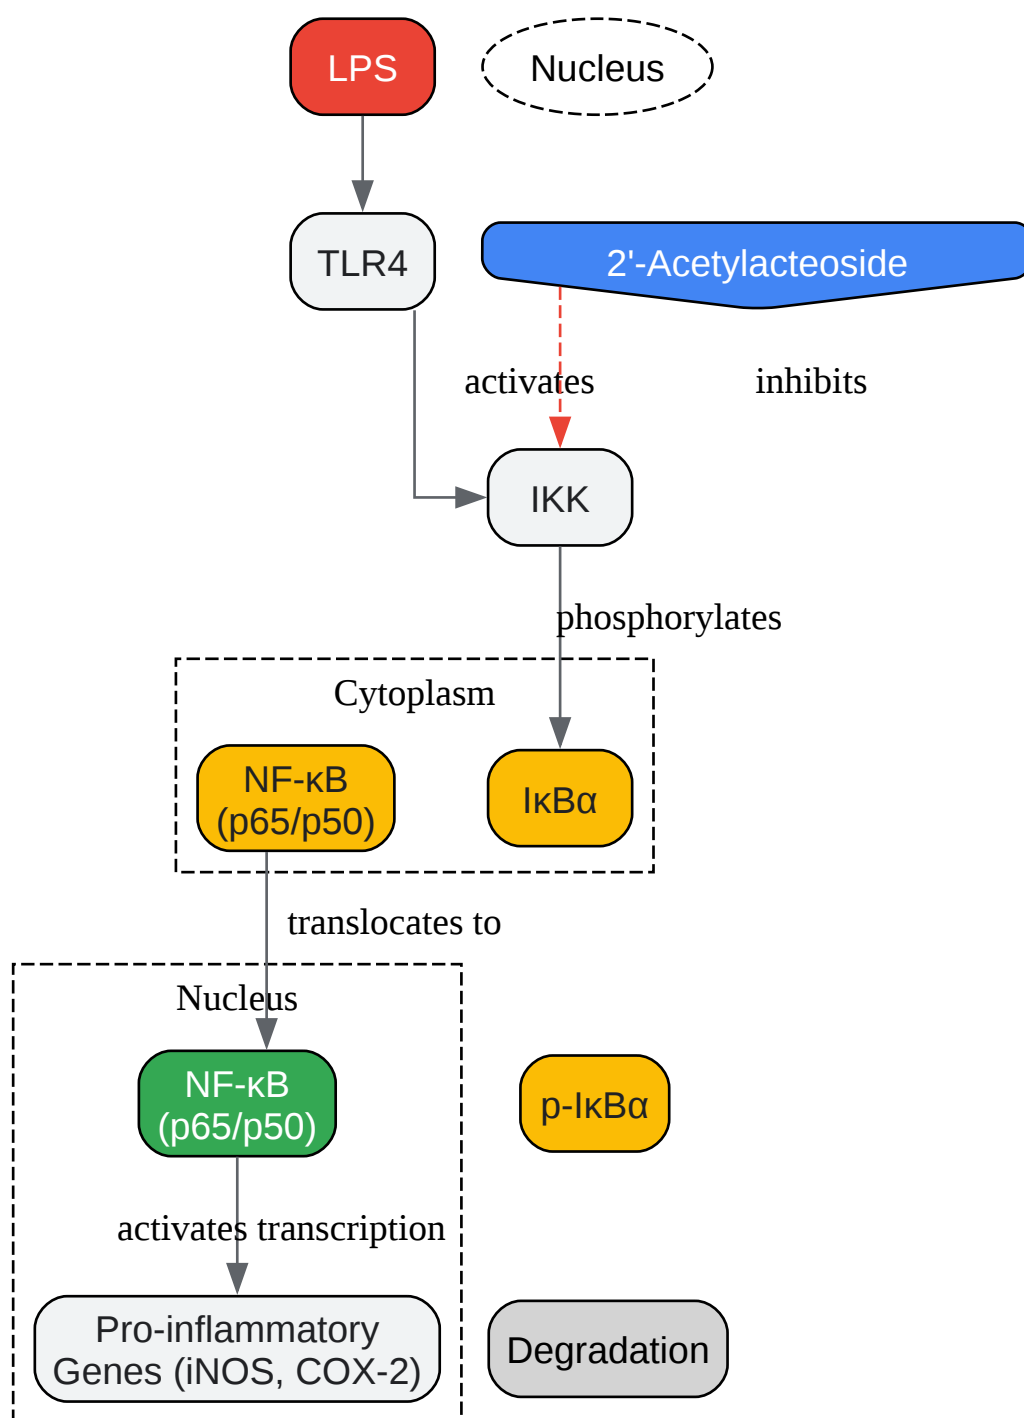 LPS
Nucleus
TLR4
2'-Acetylacteoside
activates
inhibits
IKK
phosphorylates
Cytoplasm
NF-κB
(p65/p50)
IκBα
translocates to
Nucleus
NF-κB
(p65/p50)
p-IκBα
activates transcription
Pro-inflammatory
Genes (iNOS, COX-2)
Degradation